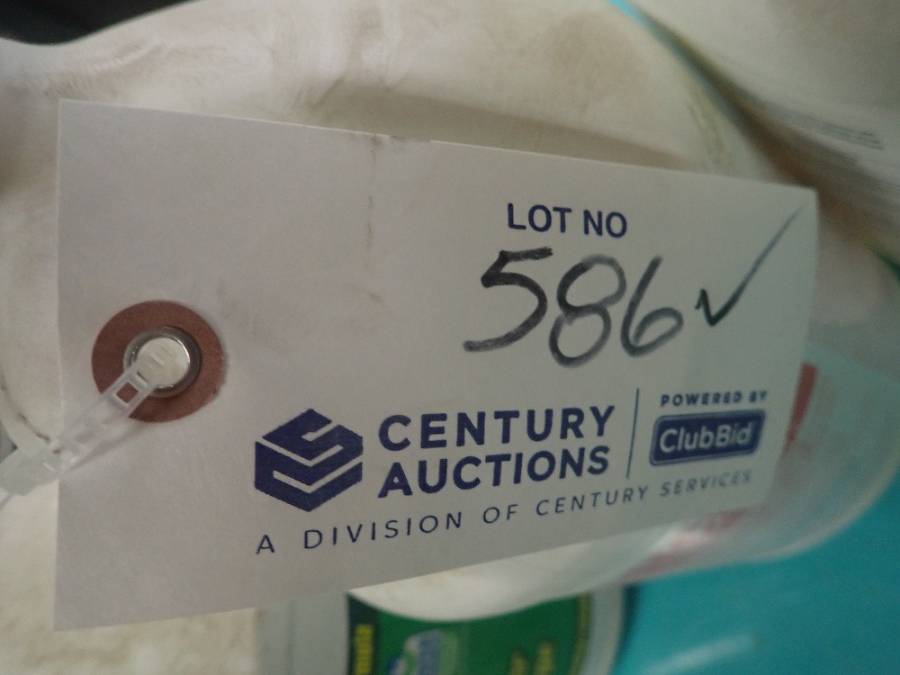 LOT NO
586✓
CENTURY
AUCTIONS
POWERED BY
ClubBid
A DIVISION OF CENTURY SERVICES